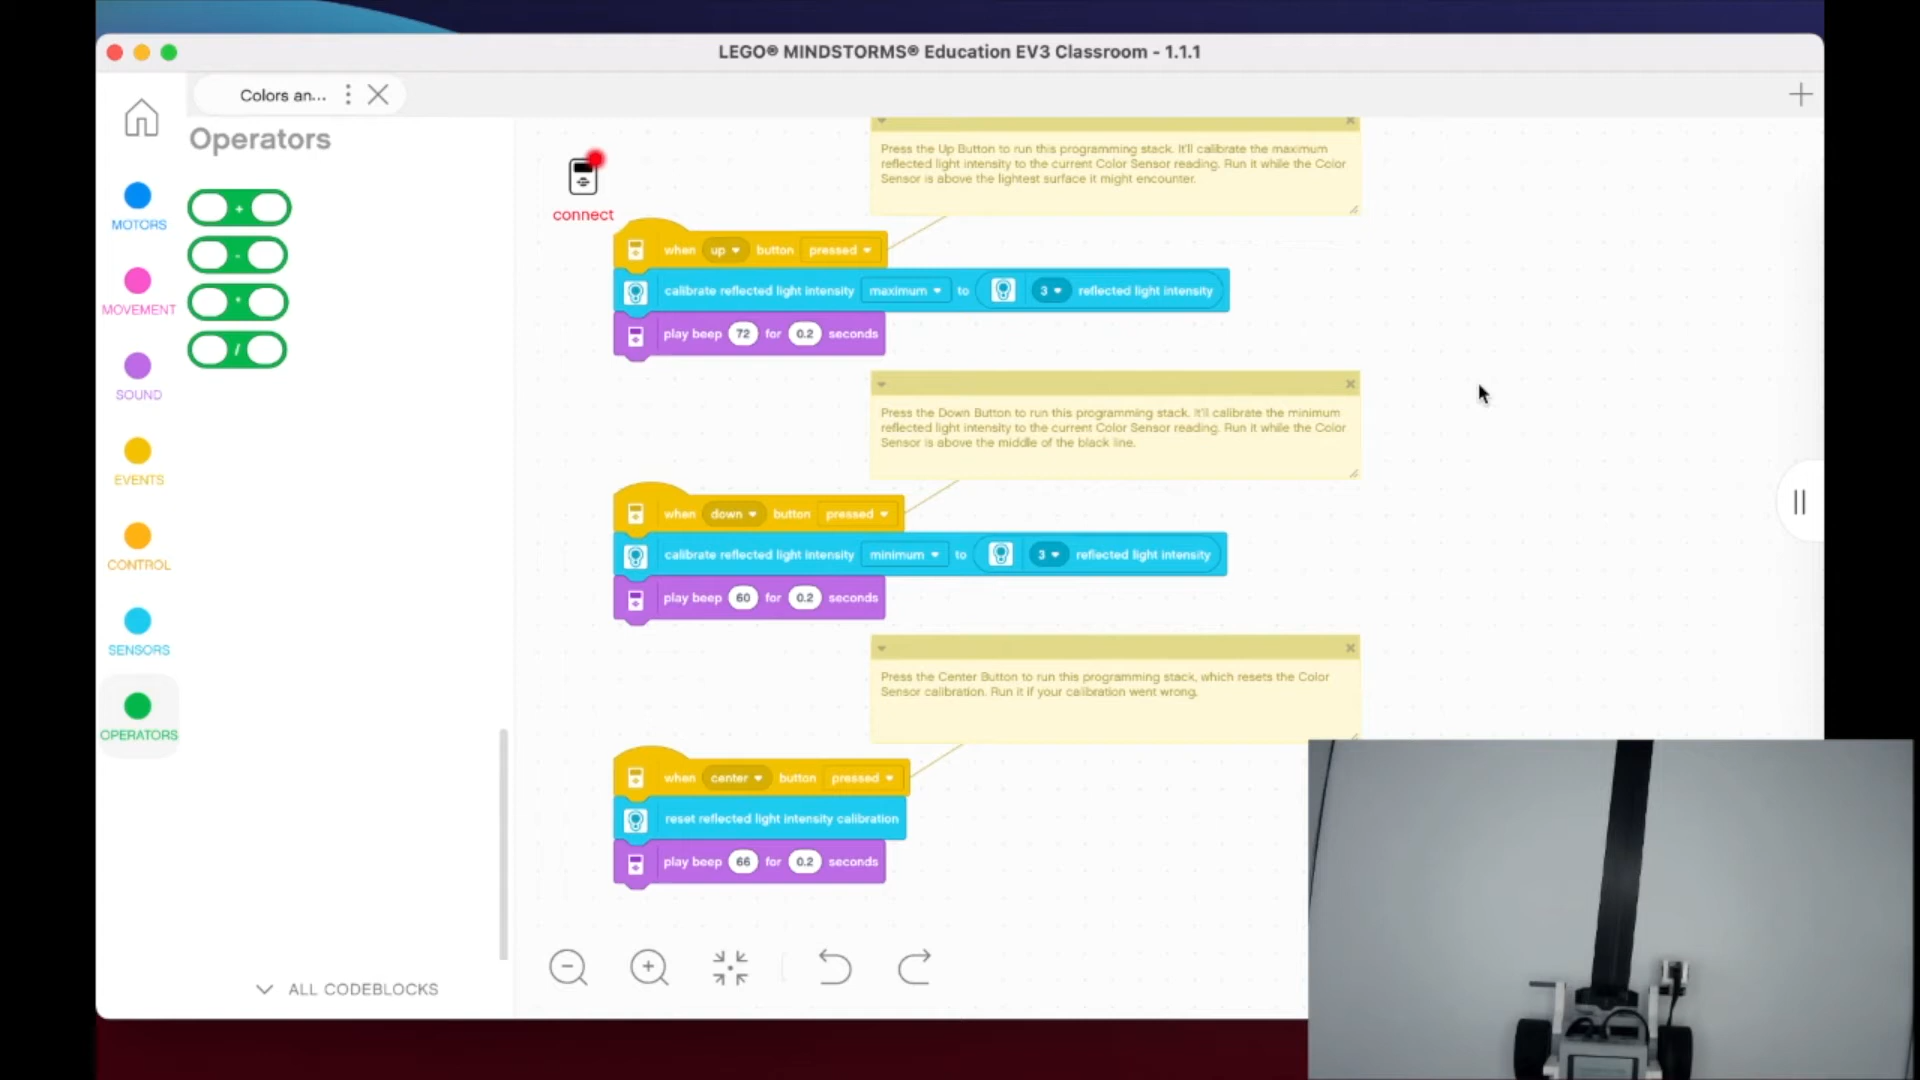 LEGO® MINDSTORMS® Education EV3 Classroom - 1.1.1
Colors an...
Operators
MOTORS
MOVEMENT
SOUND
EVENTS
CONTROL
SENSORS
OPERATORS
+
-
*
/
ALL CODEBLOCKS
connect
Press the Up Button to run this programming stack. It'll calibrate the maximum
reflected light intensity to the current Color Sensor reading. Run it while the Color
Sensor is above the lightest surface it might encounter.
when up button pressed
calibrate reflected light intensity maximum to 3 reflected light intensity
play beep 72 for 0.2 seconds
Press the Down Button to run this programming stack. It'll calibrate the minimum
reflected light intensity to the current Color Sensor reading. Run it while the Color
Sensor is above the middle of the black line.
when down button pressed
calibrate reflected light intensity minimum to 3 reflected light intensity
play beep 60 for 0.2 seconds
Press the Center Button to run this programming stack, which resets the Color
Sensor calibration. Run it if your calibration went wrong.
when center button pressed
reset reflected light intensity calibration
play beep 66 for 0.2 seconds